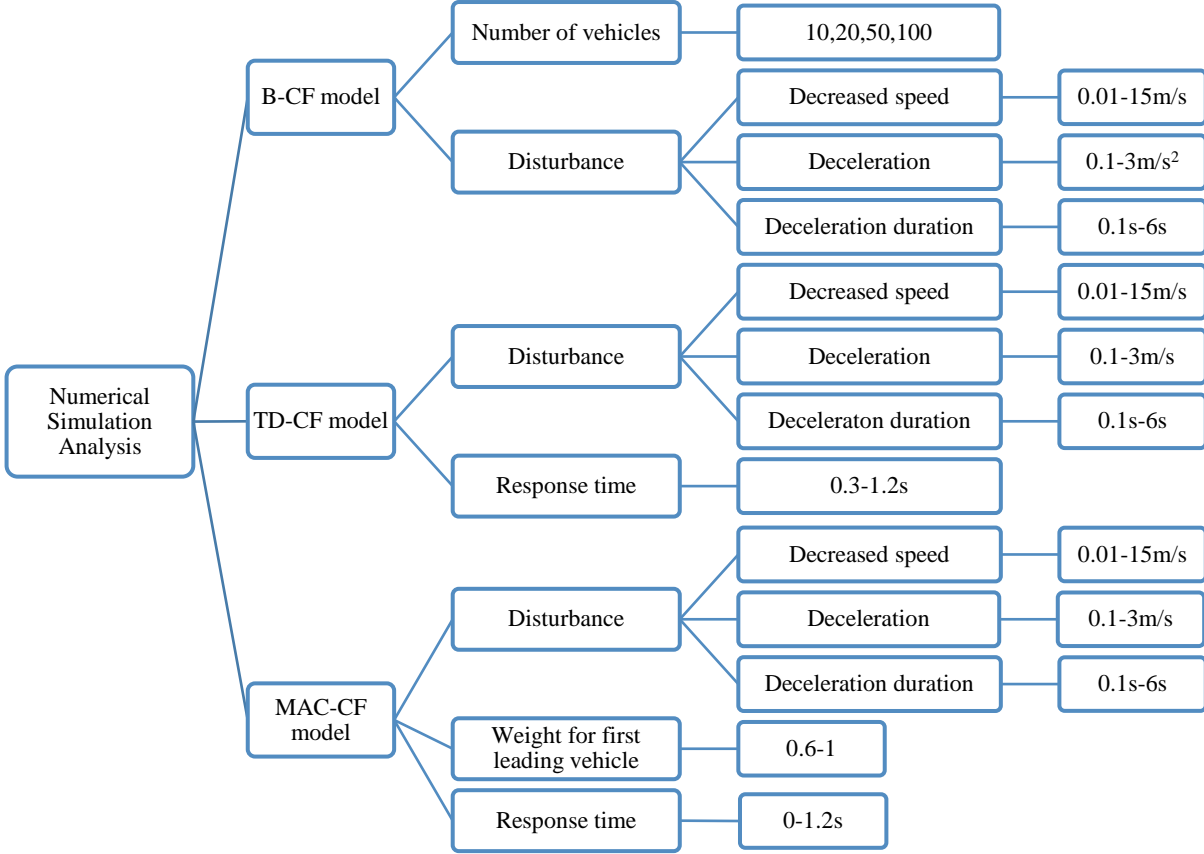 Number of vehicles
10,20,50,100
B-CF model
Decreased speed
0.01-15m/s
Disturbance
Deceleration
0.1-3m/s²
Deceleration duration
0.1s-6s
Numerical
Simulation
Analysis
TD-CF model
Disturbance
Decreased speed
0.01-15m/s
Deceleration
0.1-3m/s
Deceleraton duration
0.1s-6s
Response time
0.3-1.2s
MAC-CF
model
Disturbance
Decreased speed
0.01-15m/s
Deceleration
0.1-3m/s
Deceleration duration
0.1s-6s
Weight for first
leading vehicle
0.6-1
Response time
0-1.2s